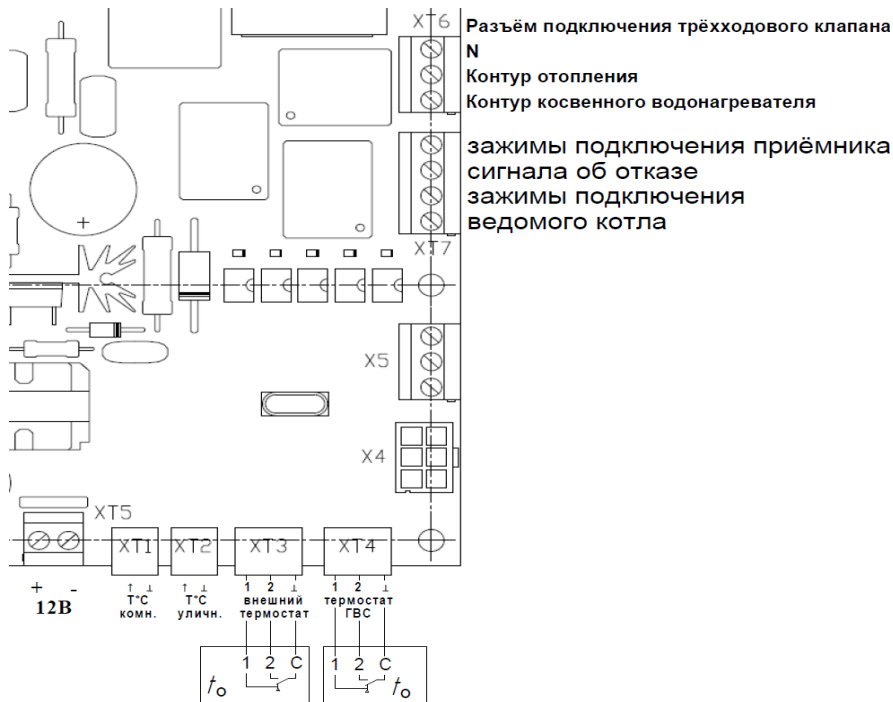 XT6
Разъём подключения трёхходового клапана
N
Контур отопления
Контур косвенного водонагревателя
зажимы подключения приёмника
сигнала об отказе
зажимы подключения
ведомого котла
XT7
+
X5
X4
XT5
XT1 XT2 XT3 XT4
+ -
12В
↑ ⊥
T°C
комн.
↑ ⊥
T°C
уличн.
1 2 ⊥
внешний
термостат
1 2 ⊥
термостат
ГВС
1 2 C
to
1 2 C
to